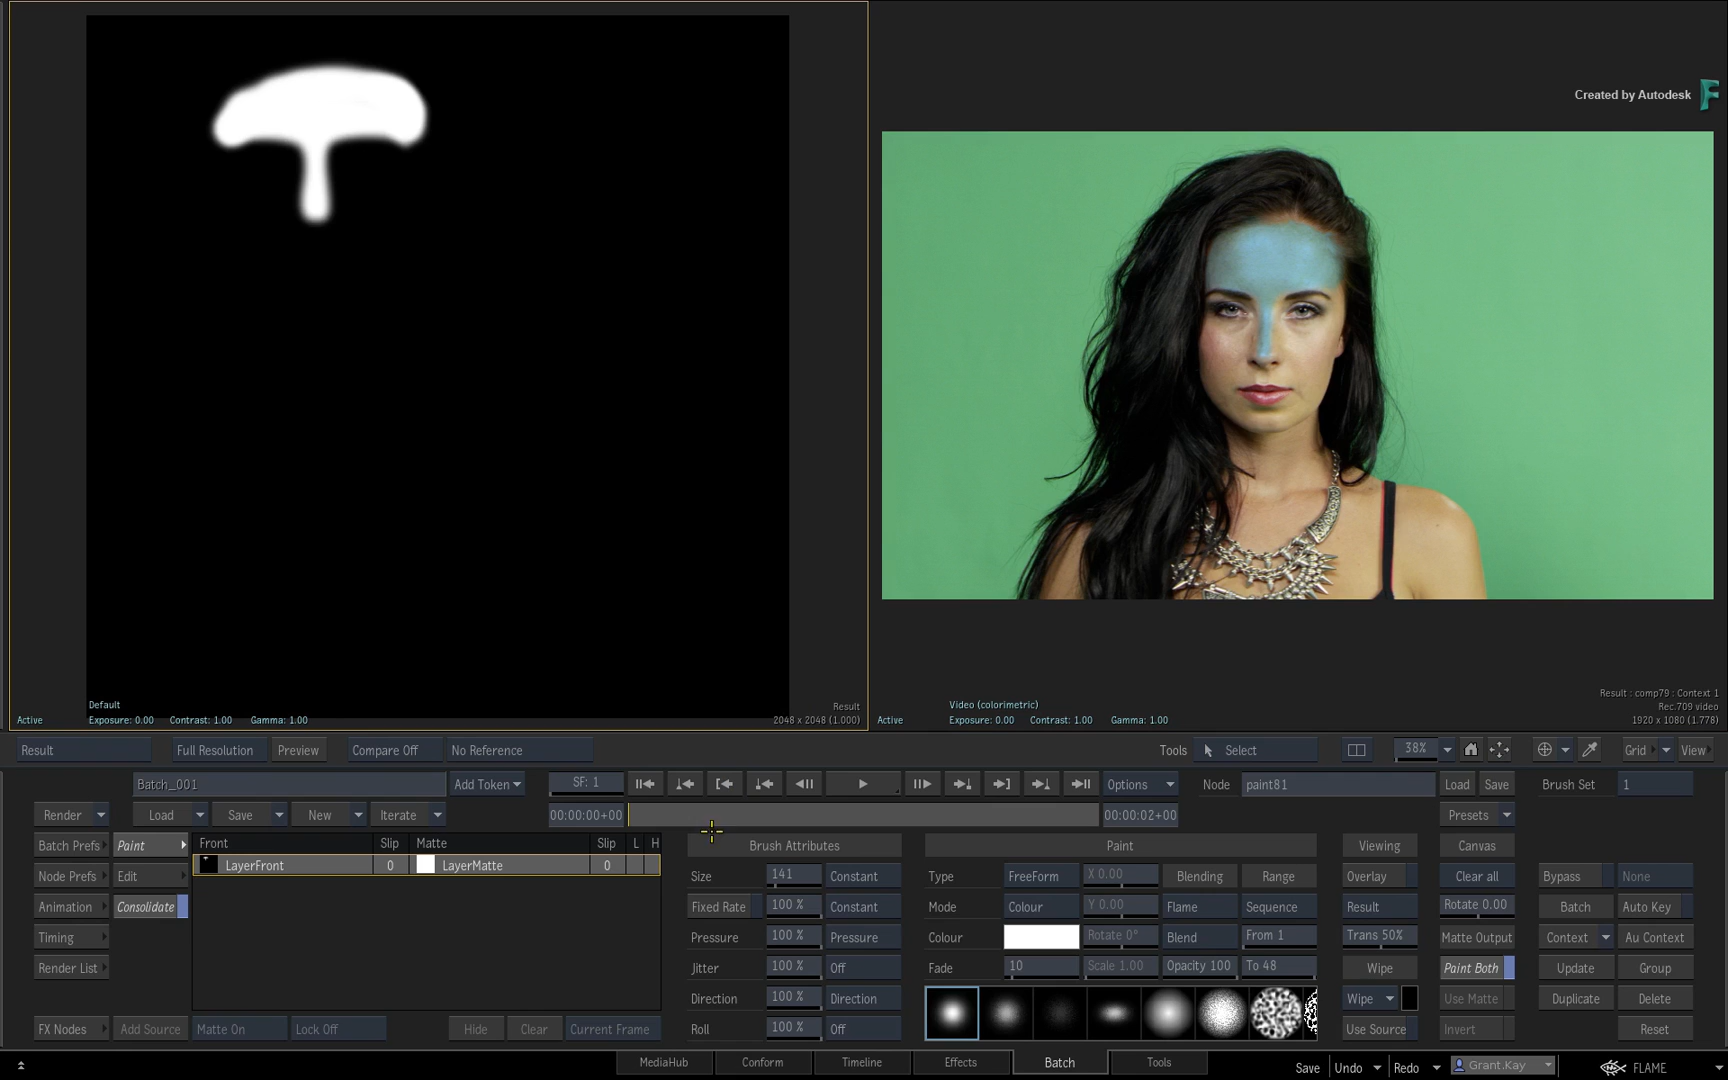 Created by Autodesk
Default
Active Exposure: 0.00 Contrast: 1.00 Gamma: 1.00
Result
2048 x 2048 (1.000)
Video (colorimetric)
Active Exposure: 0.00 Contrast: 1.00 Gamma: 1.00
Result : comp79 : Context 1
Rec.709 video
1920 x 1080 (1.778)
Result Full Resolution Preview Compare Off No Reference Tools Select 38% Grid View
Batch_001 Add Token SF: 1 Options Node paint81 Load Save Brush Set 1
Render Load Save New Iterate 00:00:00+00 00:00:02+00 Presets
Batch Prefs Paint Front Slip Matte Slip L H Brush Attributes Paint Viewing Canvas
LayerFront 0 LayerMatte 0
Node Prefs Edit Size 141 Constant Type FreeForm X 0.00 Blending Range Overlay Clear all Bypass None
Animation Consolidate Fixed Rate 100 % Constant Mode Colour Y 0.00 Flame Sequence Result Rotate 0.00 Batch Auto Key
Timing Pressure 100 % Pressure Colour Rotate 0° Blend From 1 Trans 50% Matte Output Context Au Context
Render List Jitter 100 % Off Fade 10 Scale 1.00 Opacity 100 To 48 Wipe Paint Both Update Group
Direction 100 % Direction Wipe Use Matte Duplicate Delete
FX Nodes Add Source Matte On Lock Off Hide Clear Current Frame Roll 100 % Off Use Source Invert Reset
MediaHub Conform Timeline Effects Batch Tools Save Undo Redo Grant.Kay FLAME